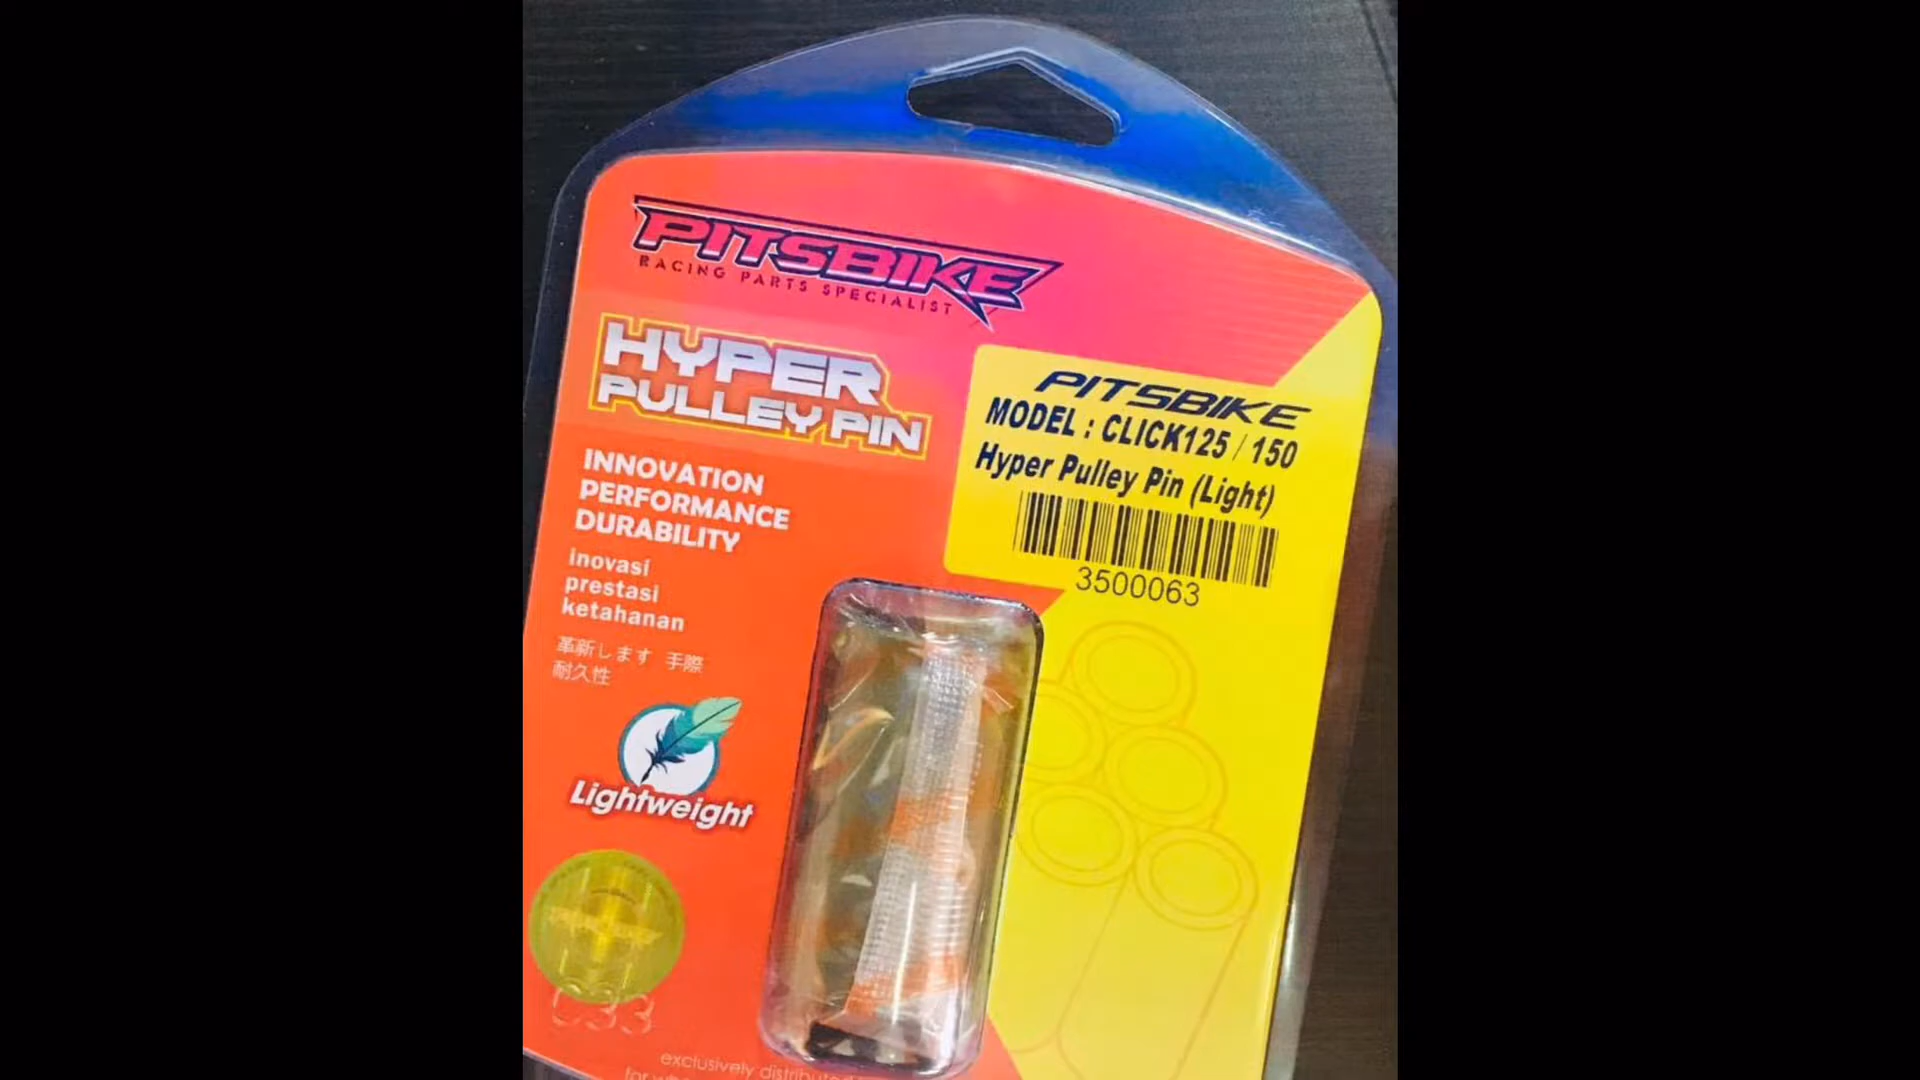 PITSBIKE
RACING PARTS SPECIALIST
HYPER
PULLEY PIN
PITSBIKE
MODEL : CLICK125 / 150
Hyper Pulley Pin (Light)
3500063
INNOVATION
PERFORMANCE
DURABILITY
inovasi
prestasi
ketahanan
革新します 手際
耐久性
Lightweight
exclusively distributed